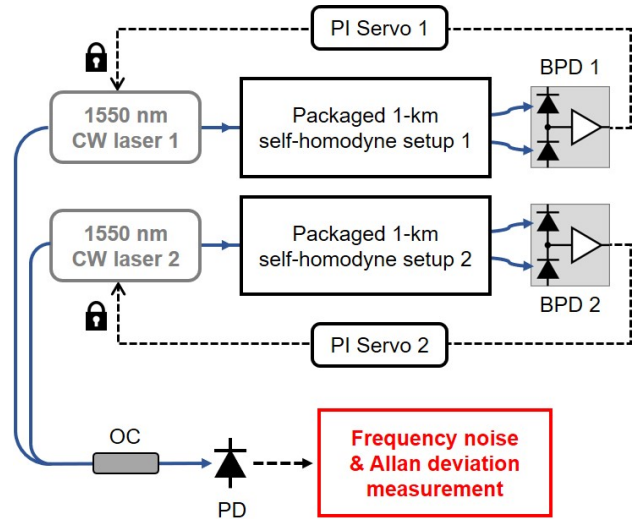 PI Servo 1
BPD 1
1550 nm
CW laser 1
Packaged 1-km
self-homodyne setup 1
1550 nm
CW laser 2
Packaged 1-km
self-homodyne setup 2
BPD 2
PI Servo 2
OC
PD
Frequency noise
& Allan deviation
measurement